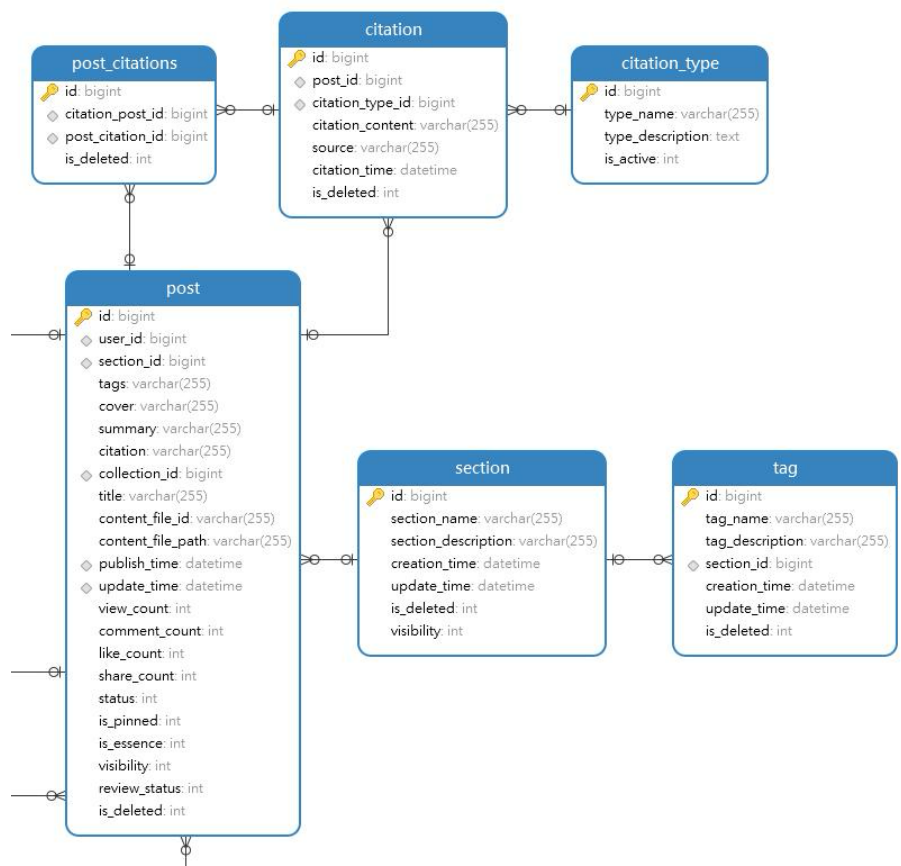 post_citations
id: bigint
citation_post_id: bigint
post_citation_id: bigint
is_deleted: int
citation
id: bigint
post_id: bigint
citation_type_id: bigint
citation_content: varchar(255)
source: varchar(255)
citation_time: datetime
is_deleted: int
citation_type
id: bigint
type_name: varchar(255)
type_description: text
is_active: int
post
id: bigint
user_id: bigint
section_id: bigint
tags: varchar(255)
cover: varchar(255)
summary: varchar(255)
citation: varchar(255)
collection_id: bigint
title: varchar(255)
content_file_id: varchar(255)
content_file_path: varchar(255)
publish_time: datetime
update_time: datetime
view_count: int
comment_count: int
like_count: int
share_count: int
status: int
is_pinned: int
is_essence: int
visibility: int
review_status: int
is_deleted: int
section
id: bigint
section_name: varchar(255)
section_description: varchar(255)
creation_time: datetime
update_time: datetime
is_deleted: int
visibility: int
tag
id: bigint
tag_name: varchar(255)
tag_description: varchar(255)
section_id: bigint
creation_time: datetime
update_time: datetime
is_deleted: int